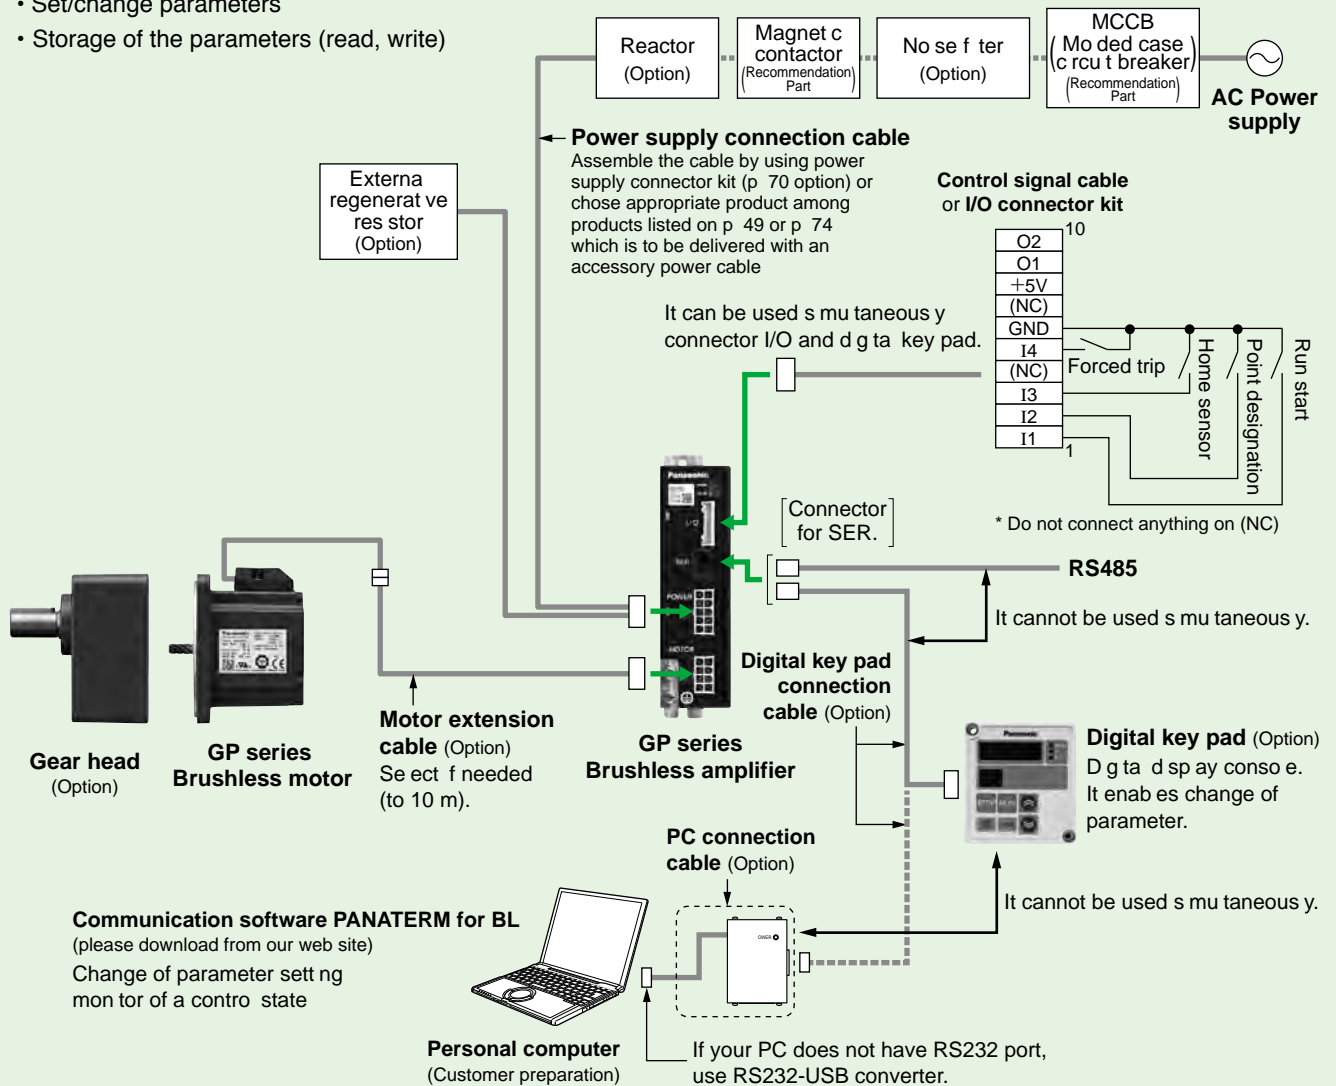 • Set/change parameters
• Storage of the parameters (read, write)
Reactor
(Option)
Magnet c
contactor
(Recommendation
Part)
No se f ter
(Option)
MCCB
(Mo ded case
c rcu t breaker)
(Recommendation
Part)
AC Power
supply
Power supply connection cable
Assemble the cable by using power
supply connector kit (p 70 option) or
chose appropriate product among
products listed on p 49 or p 74
which is to be delivered with an
accessory power cable
Externa
regenerat ve
res stor
(Option)
Control signal cable
or I/O connector kit
10
O2
O1
+5V
(NC)
GND
I4
(NC)
I3
I2
I1
1
Forced trip
Home sensor
Point designation
Run start
* Do not connect anything on (NC)
It can be used s mu taneous y
connector I/O and d g ta key pad.
Panasonic
I/O
SER
POWER
MOTOR
[Connector
for SER.]
RS485
It cannot be used s mu taneous y.
Digital key pad
connection
cable (Option)
Gear head
(Option)
Panasonic
GP series
Brushless motor
Motor extension
cable (Option)
Se ect f needed
(to 10 m).
GP series
Brushless amplifier
Panasonic
Digital key pad (Option)
D g ta d sp ay conso e.
It enab es change of
parameter.
PC connection
cable (Option)
OWER
It cannot be used s mu taneous y.
Communication software PANATERM for BL
(please download from our web site)
Change of parameter sett ng
mon tor of a contro state
Personal computer
(Customer preparation)
If your PC does not have RS232 port,
use RS232-USB converter.